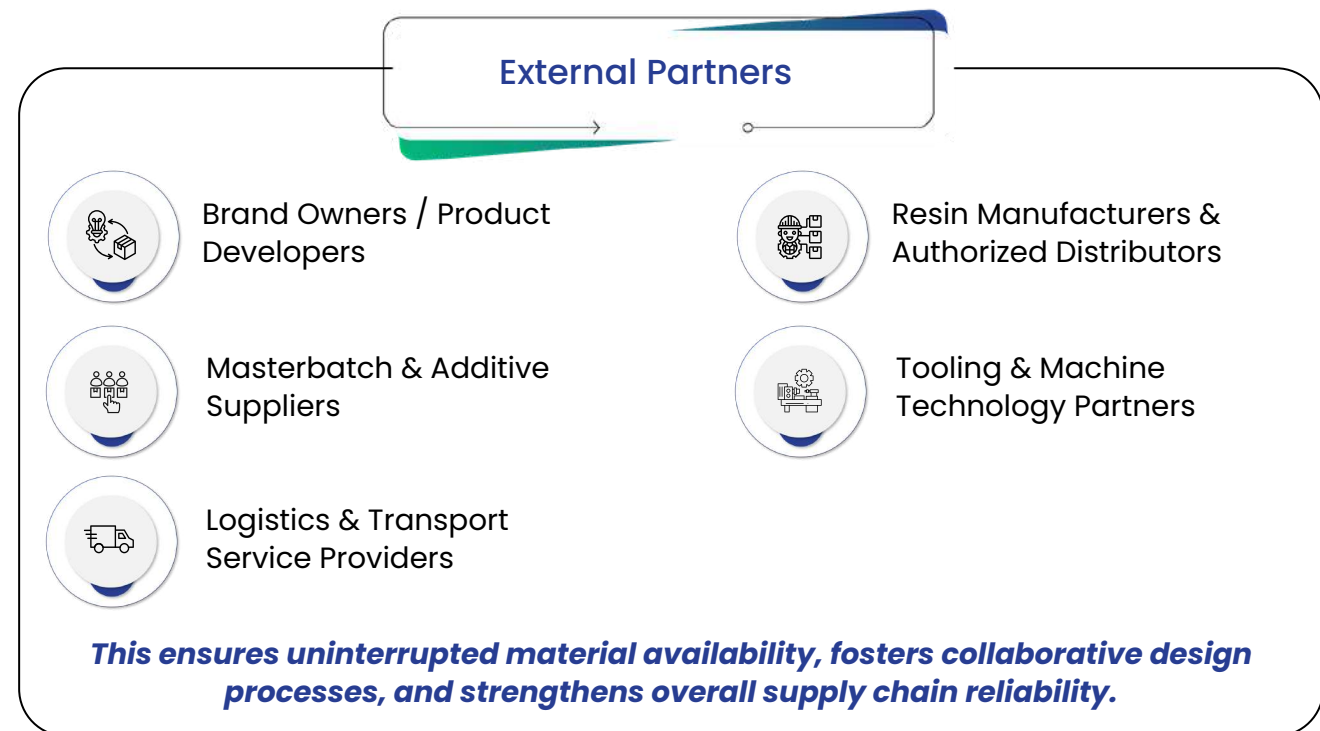 External Partners
Brand Owners / Product
Developers
Resin Manufacturers &
Authorized Distributors
Masterbatch & Additive
Suppliers
Tooling & Machine
Technology Partners
Logistics & Transport
Service Providers
This ensures uninterrupted material availability, fosters collaborative design
processes, and strengthens overall supply chain reliability.